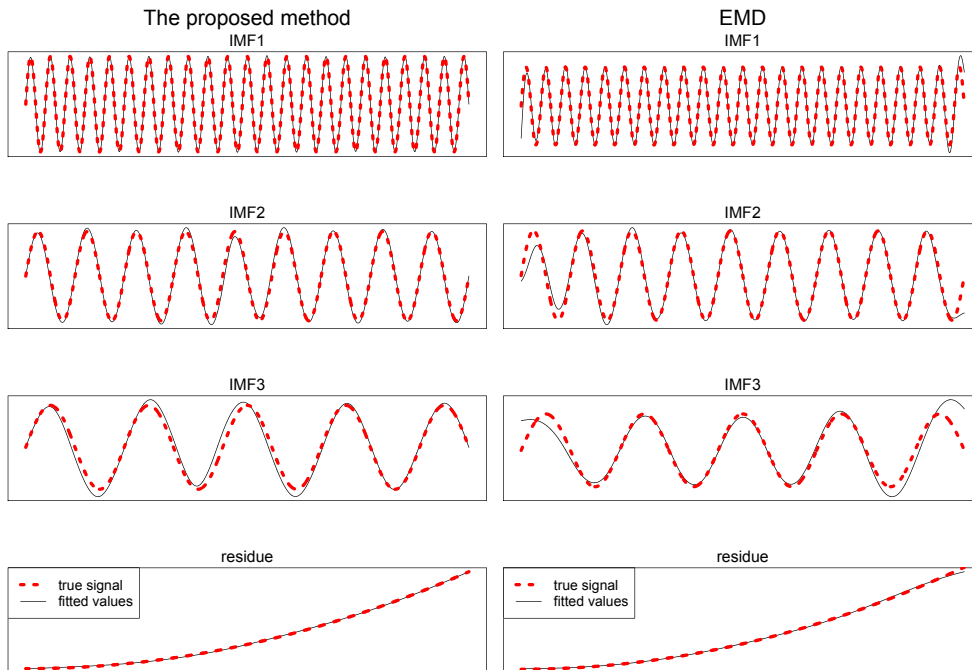 The proposed method
IMF1
IMF2
IMF3
residue
true signal
fitted values
EMD
IMF1
IMF2
IMF3
residue
true signal
fitted values